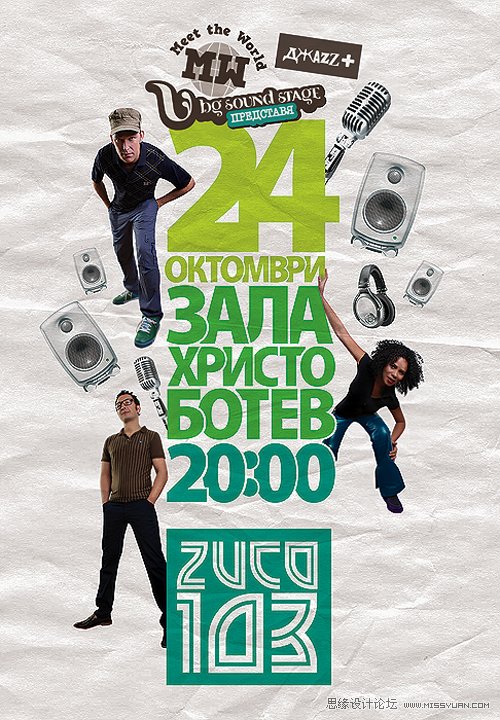 Meet the World
MW
ДЖAZZ+
bg SOUND STAGE
ПРЕДСТАВЯ
24
ОКТОМВРИ
ЗАЛА
ХРИСТО
БОТЕВ
20:00
ZUCO
103
思缘设计论坛 WWW.MISSYUAN.COM